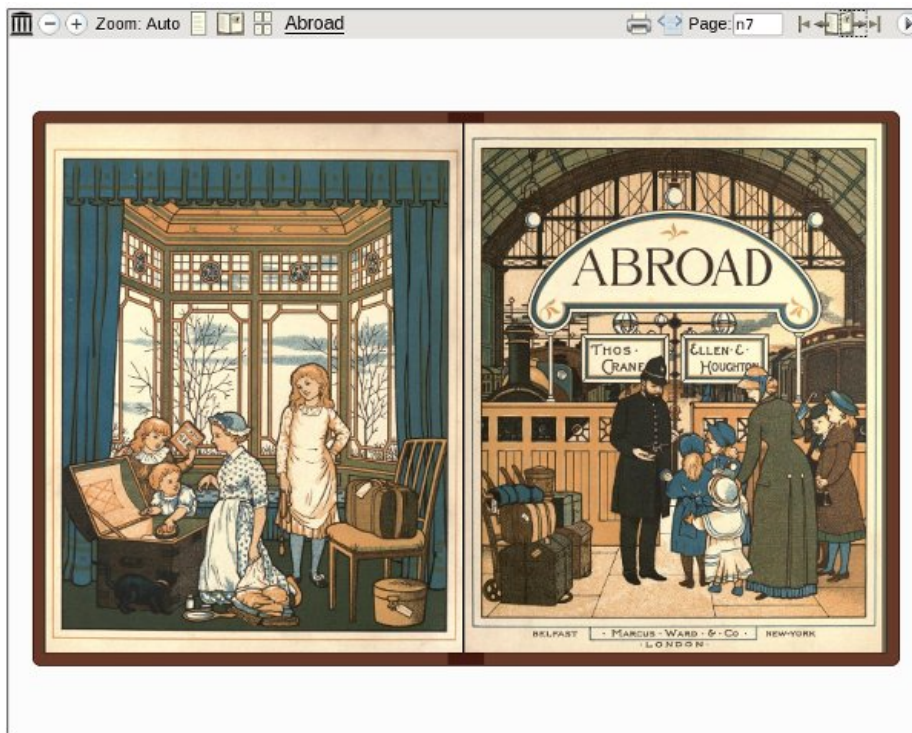 Zoom: Auto Abroad Page: n7
ABROAD
THOS· CRANE
ELLEN·E· HOUGHTON
BELFAST · MARCUS · WARD · & · CO · NEW-YORK
· LONDON ·